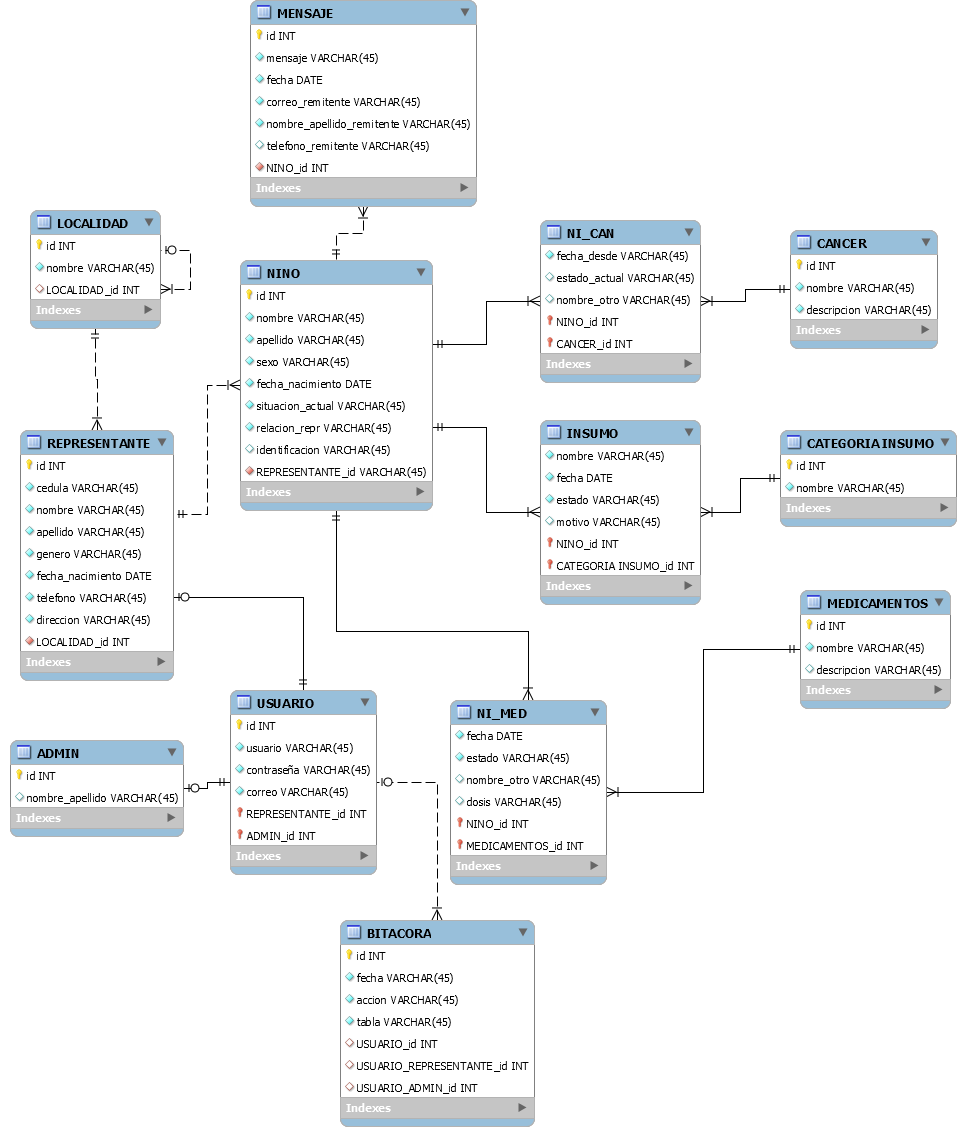 MENSAJE
id INT
mensaje VARCHAR(45)
fecha DATE
correo_remitente VARCHAR(45)
nombre_apellido_remitente VARCHAR(45)
telefono_remitente VARCHAR(45)
NINO_id INT
Indexes
LOCALIDAD
id INT
nombre VARCHAR(45)
LOCALIDAD_id INT
Indexes
NINO
id INT
nombre VARCHAR(45)
apellido VARCHAR(45)
sexo VARCHAR(45)
fecha_nacimiento DATE
situacion_actual VARCHAR(45)
relacion_repr VARCHAR(45)
identificacion VARCHAR(45)
REPRESENTANTE_id VARCHAR(45)
Indexes
NI_CAN
fecha_desde VARCHAR(45)
estado_actual VARCHAR(45)
nombre_otro VARCHAR(45)
NINO_id INT
CANCER_id INT
Indexes
CANCER
id INT
nombre VARCHAR(45)
descripcion VARCHAR(45)
Indexes
REPRESENTANTE
id INT
cedula VARCHAR(45)
nombre VARCHAR(45)
apellido VARCHAR(45)
genero VARCHAR(45)
fecha_nacimiento DATE
telefono VARCHAR(45)
direccion VARCHAR(45)
LOCALIDAD_id INT
Indexes
INSUMO
nombre VARCHAR(45)
fecha DATE
estado VARCHAR(45)
motivo VARCHAR(45)
NINO_id INT
CATEGORIA INSUMO_id INT
Indexes
CATEGORIA INSUMO
id INT
nombre VARCHAR(45)
Indexes
MEDICAMENTOS
id INT
nombre VARCHAR(45)
descripcion VARCHAR(45)
Indexes
ADMIN
id INT
nombre_apellido VARCHAR(45)
Indexes
USUARIO
id INT
usuario VARCHAR(45)
contraseña VARCHAR(45)
correo VARCHAR(45)
REPRESENTANTE_id INT
ADMIN_id INT
Indexes
NI_MED
fecha DATE
estado VARCHAR(45)
nombre_otro VARCHAR(45)
dosis VARCHAR(45)
NINO_id INT
MEDICAMENTOS_id INT
Indexes
BITACORA
id INT
fecha VARCHAR(45)
accion VARCHAR(45)
tabla VARCHAR(45)
USUARIO_id INT
USUARIO_REPRESENTANTE_id INT
USUARIO_ADMIN_id INT
Indexes